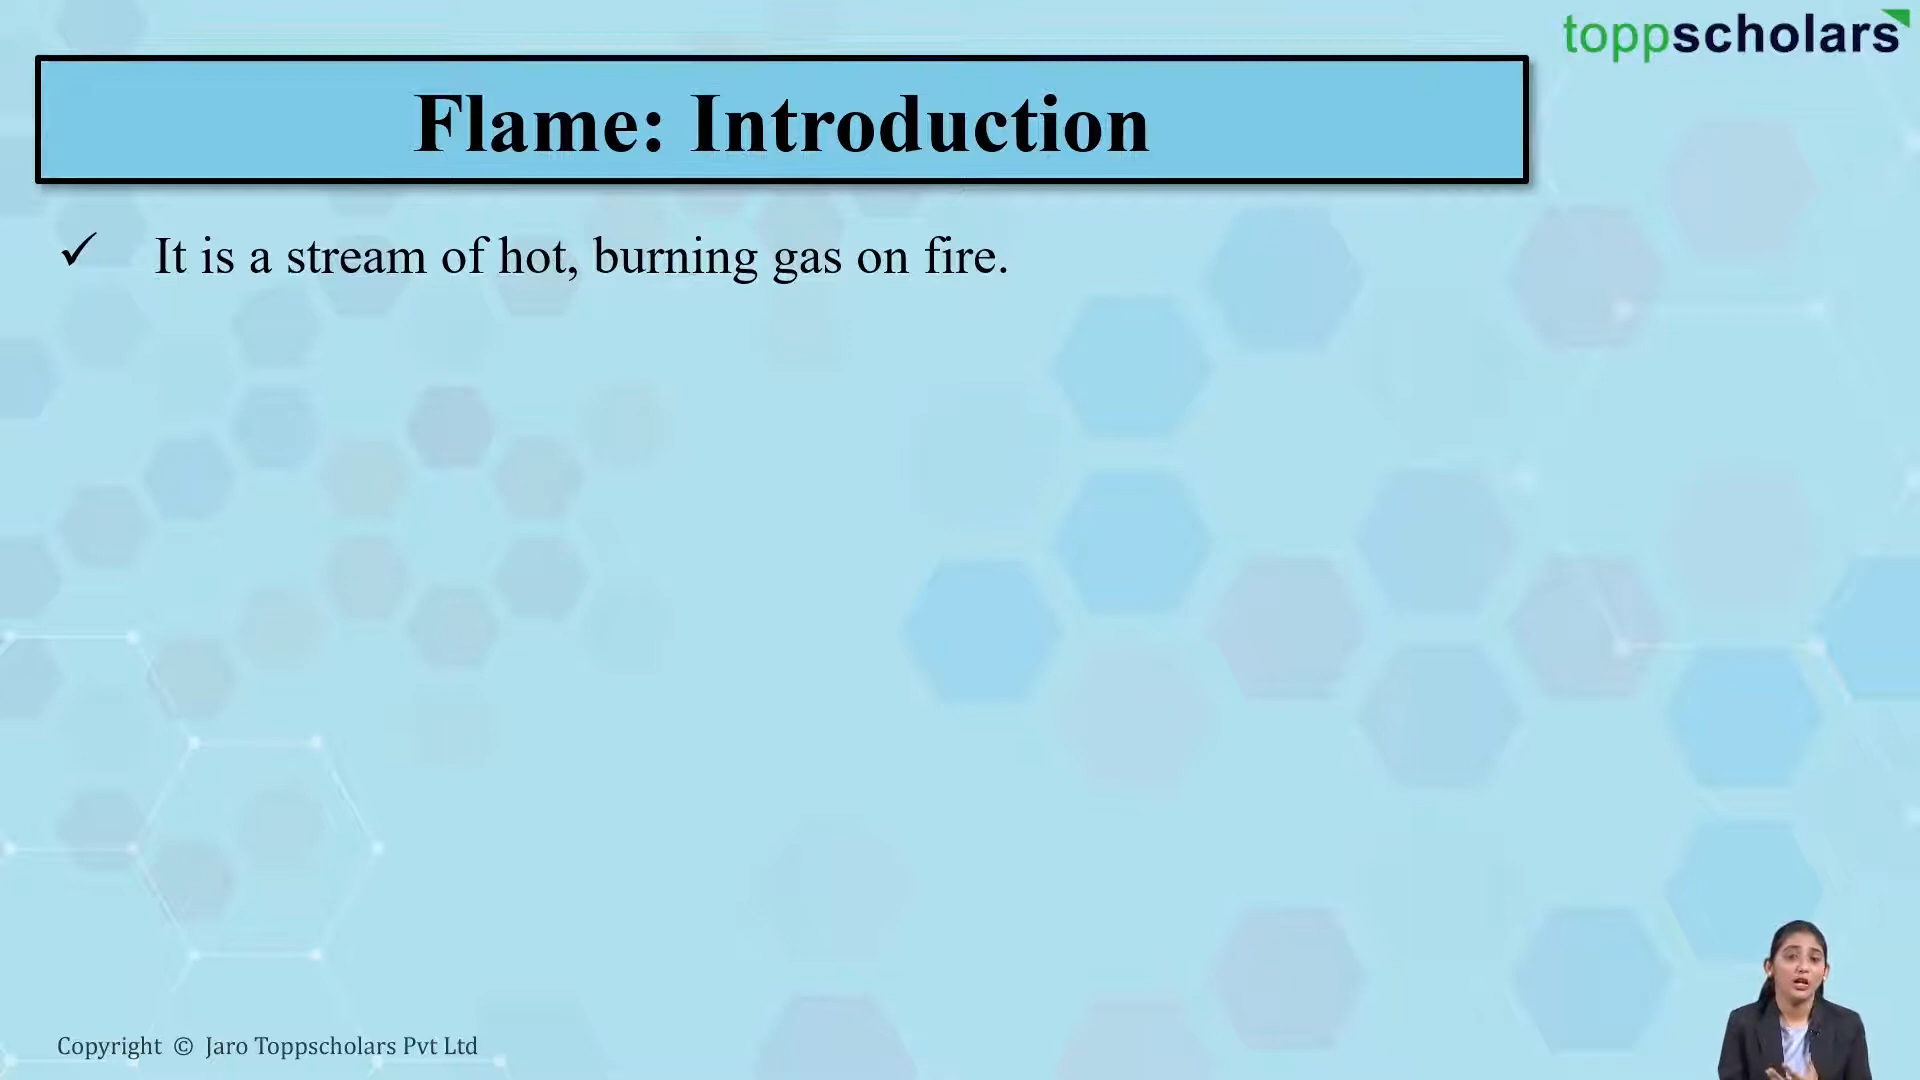 toppscholars
Flame: Introduction
✓ It is a stream of hot, burning gas on fire.
Copyright © Jaro Toppscholars Pvt Ltd